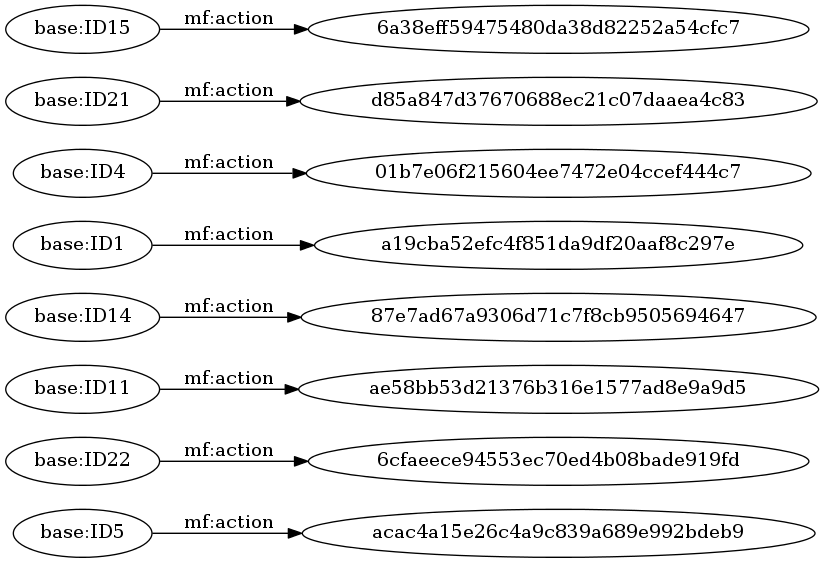 base:ID15 mf:action 6a38eff59475480da38d82252a54cfc7
base:ID21 mf:action d85a847d37670688ec21c07daaea4c83
base:ID4 mf:action 01b7e06f215604ee7472e04ccef444c7
base:ID1 mf:action a19cba52efc4f851da9df20aaf8c297e
base:ID14 mf:action 87e7ad67a9306d71c7f8cb9505694647
base:ID11 mf:action ae58bb53d21376b316e1577ad8e9a9d5
base:ID22 mf:action 6cfaeece94553ec70ed4b08bade919fd
base:ID5 mf:action acac4a15e26c4a9c839a689e992bdeb9